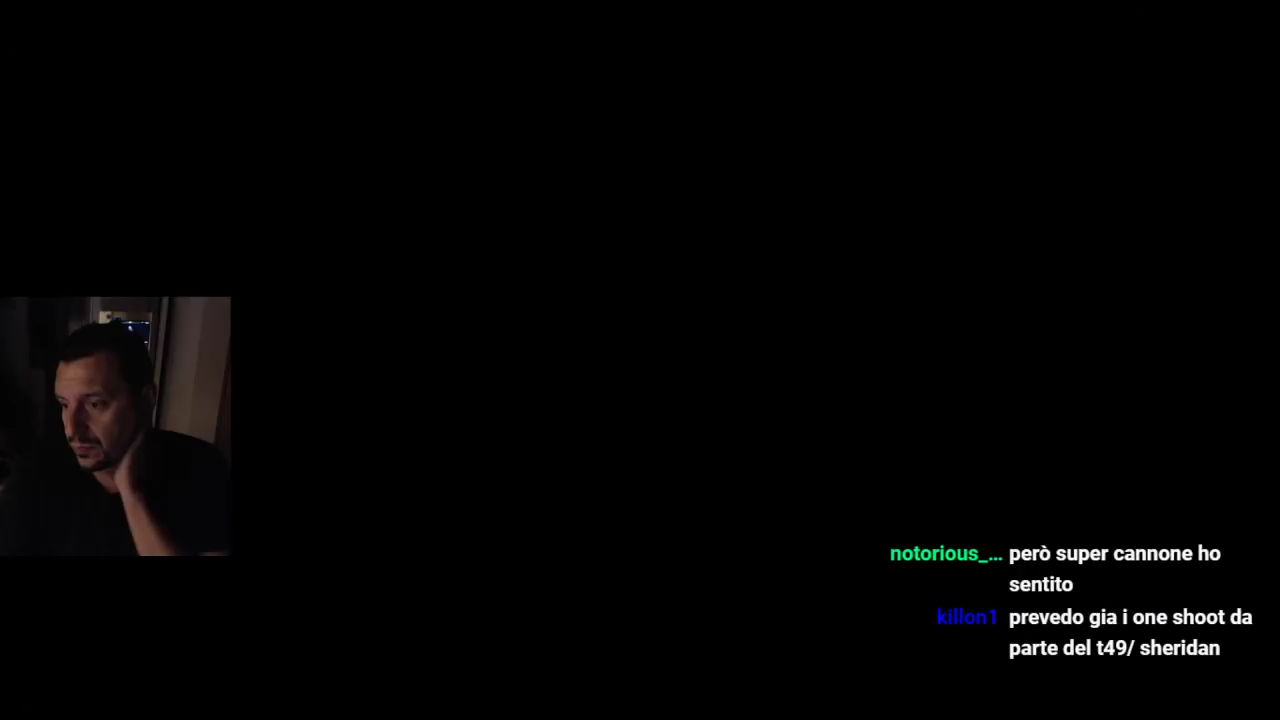 notorious_... però super cannone ho
sentito
killon1 prevedo gia i one shoot da
parte del t49/ sheridan